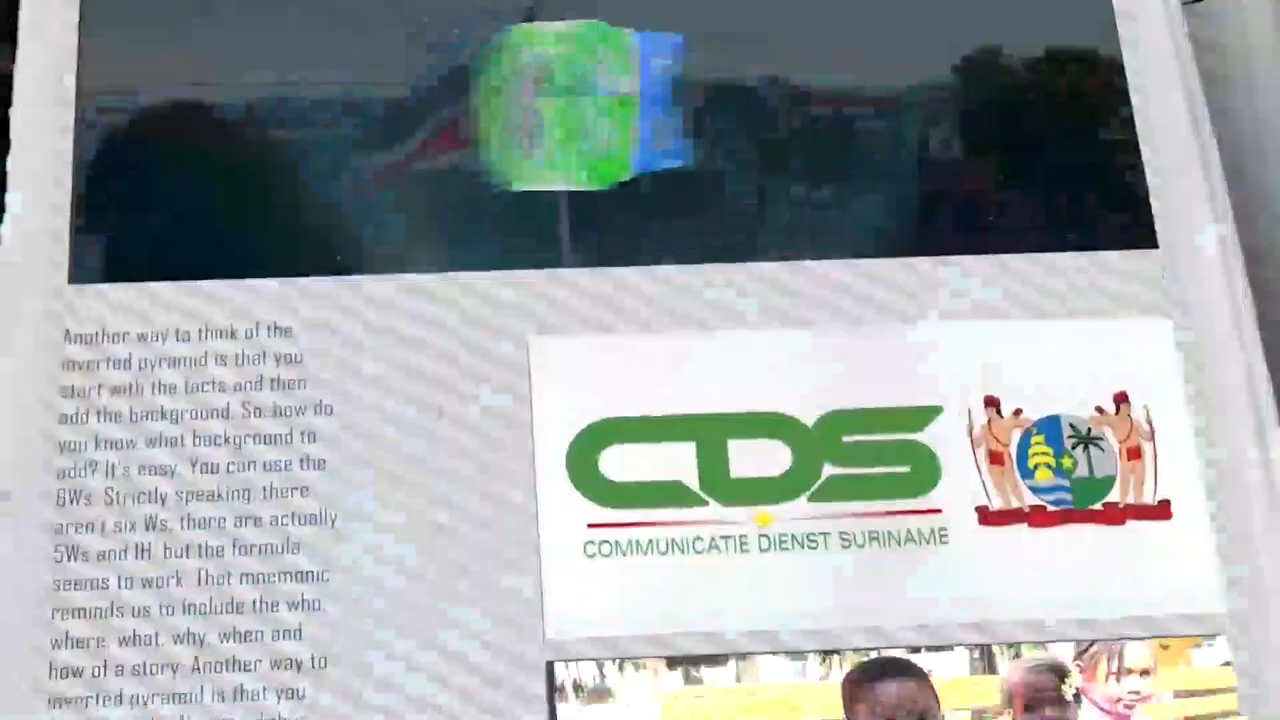 Another way to think of the
inverted pyramid is that you
start with the facts and then
add the background. So, how do
you know what background to
add? It's easy. You can use the
6Ws. Strictly speaking, there
aren't six Ws, there are actually
5Ws and 1H, but the formula
seems to work. That mnemonic
reminds us to include the who,
where, what, why, when and
how of a story. Another way to
inverted pyramid is that you
CDS
COMMUNICATIE DIENST SURINAME